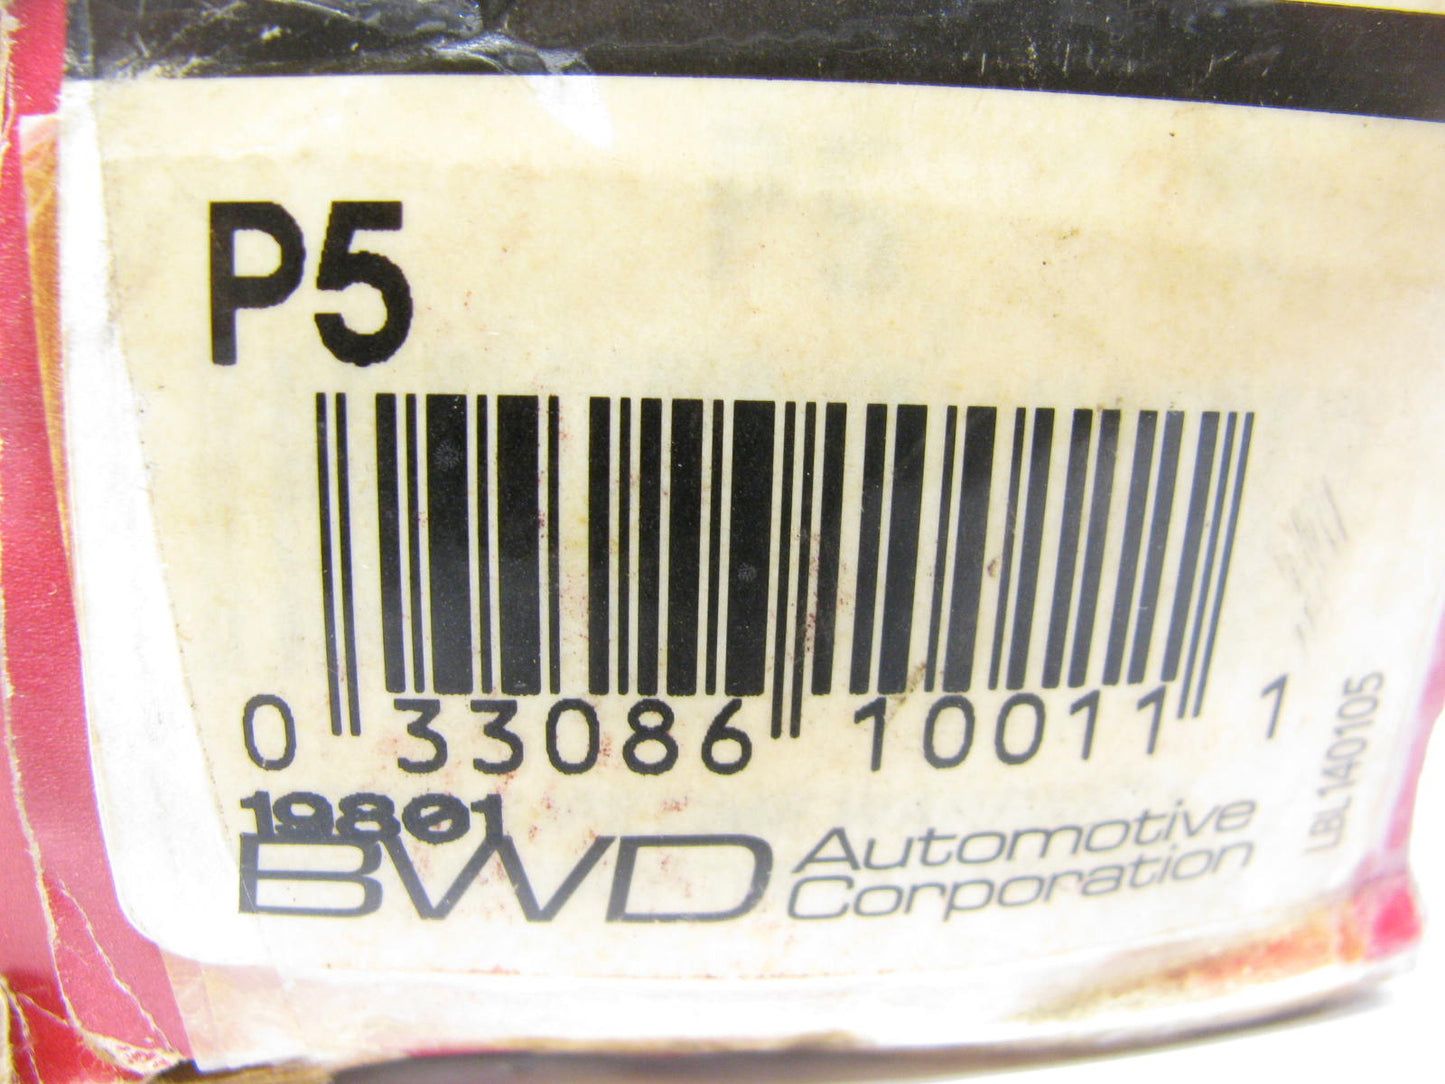 P5
0 33086 10011 1
19801
BWD Automotive
Corporation
LBL140105